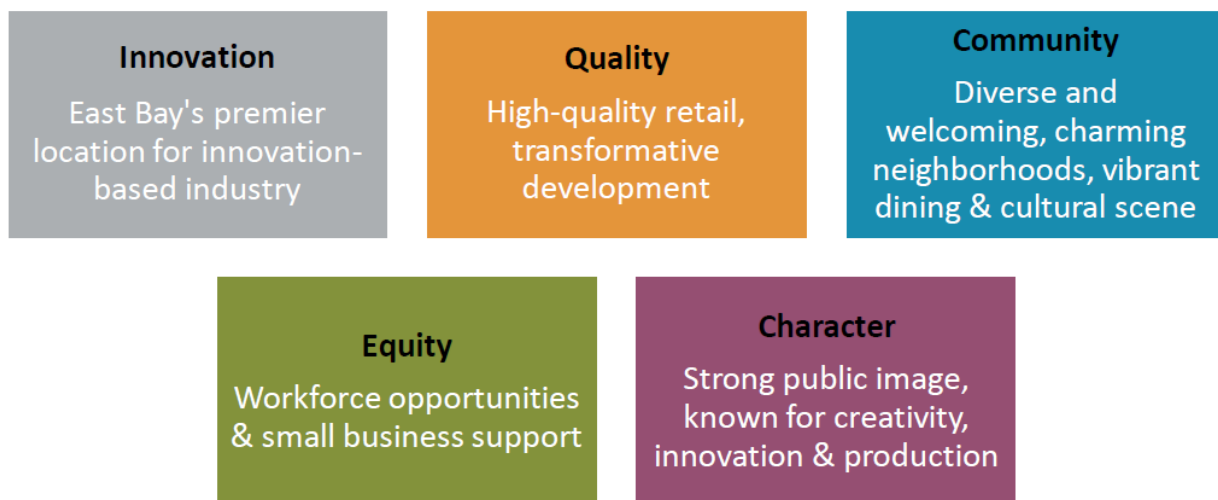 Innovation
East Bay's premier
location for innovation-
based industry
Quality
High-quality retail,
transformative
development
Community
Diverse and
welcoming, charming
neighborhoods, vibrant
dining & cultural scene
Equity
Workforce opportunities
& small business support
Character
Strong public image,
known for creativity,
innovation & production